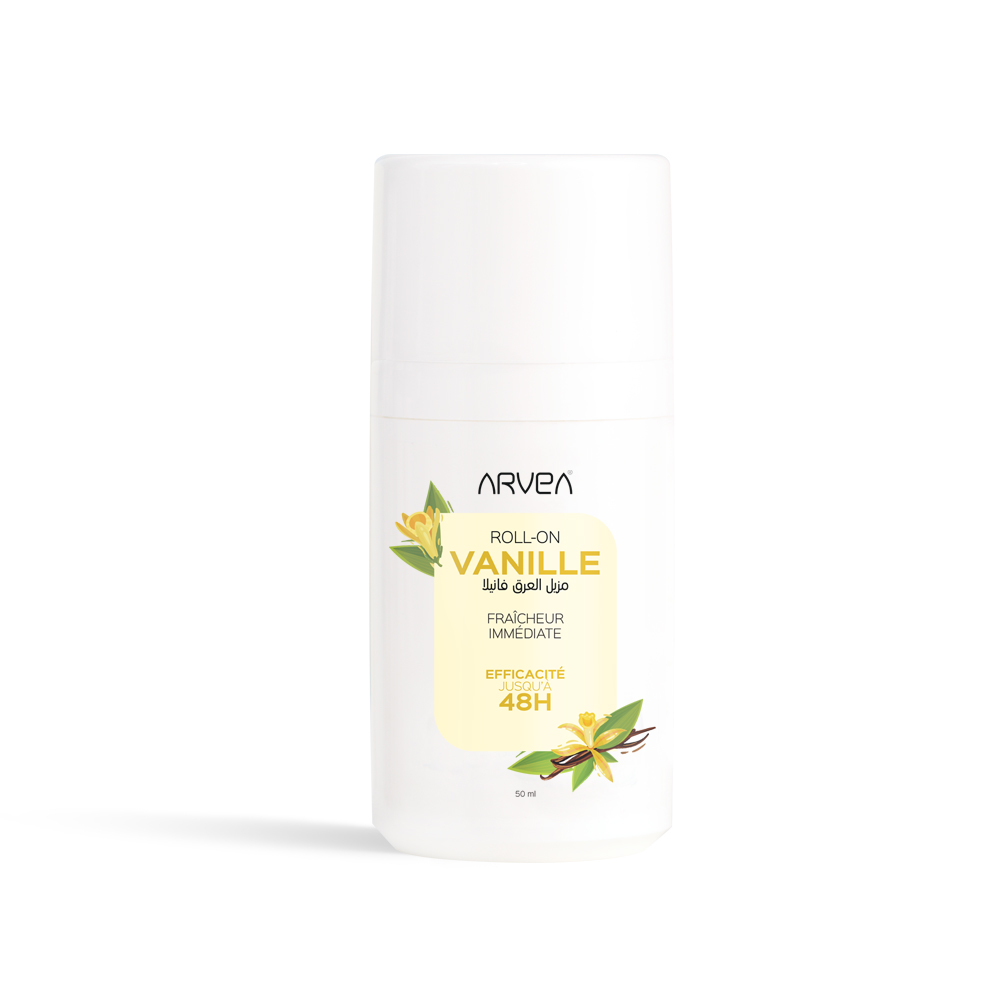 ARVEA
ROLL-ON
VANILLE
مزيل العرق فانيلا
FRAÎCHEUR
IMMÉDIATE
EFFICACITÉ
JUSQU'À
48H
50 ml